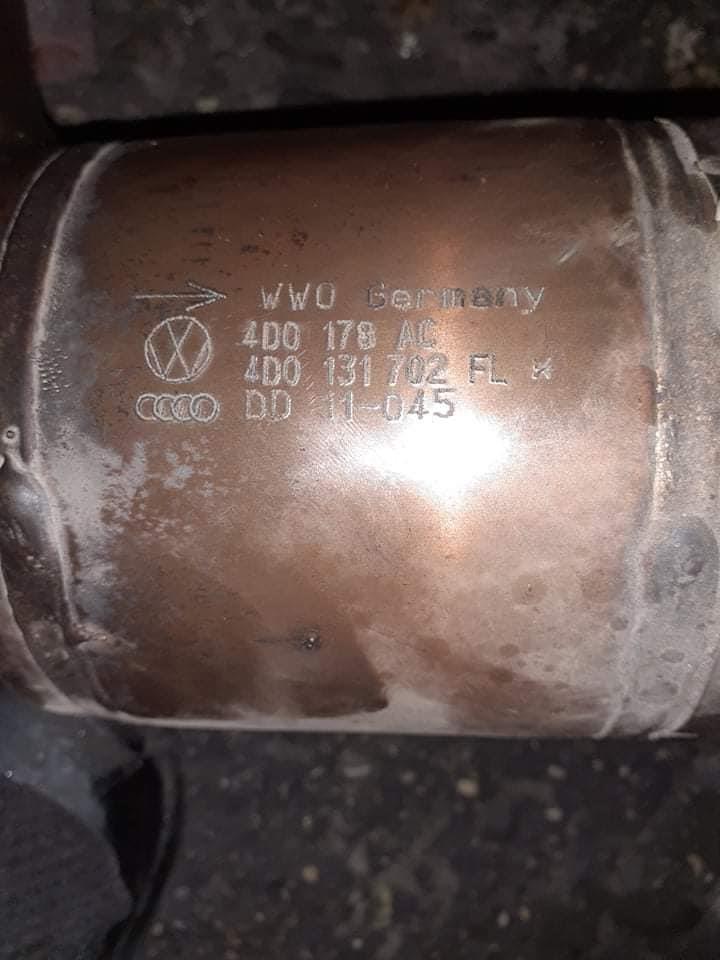 WWO Germany
4D0 178 AC
4D0 131 702 FL *
DD 11-045